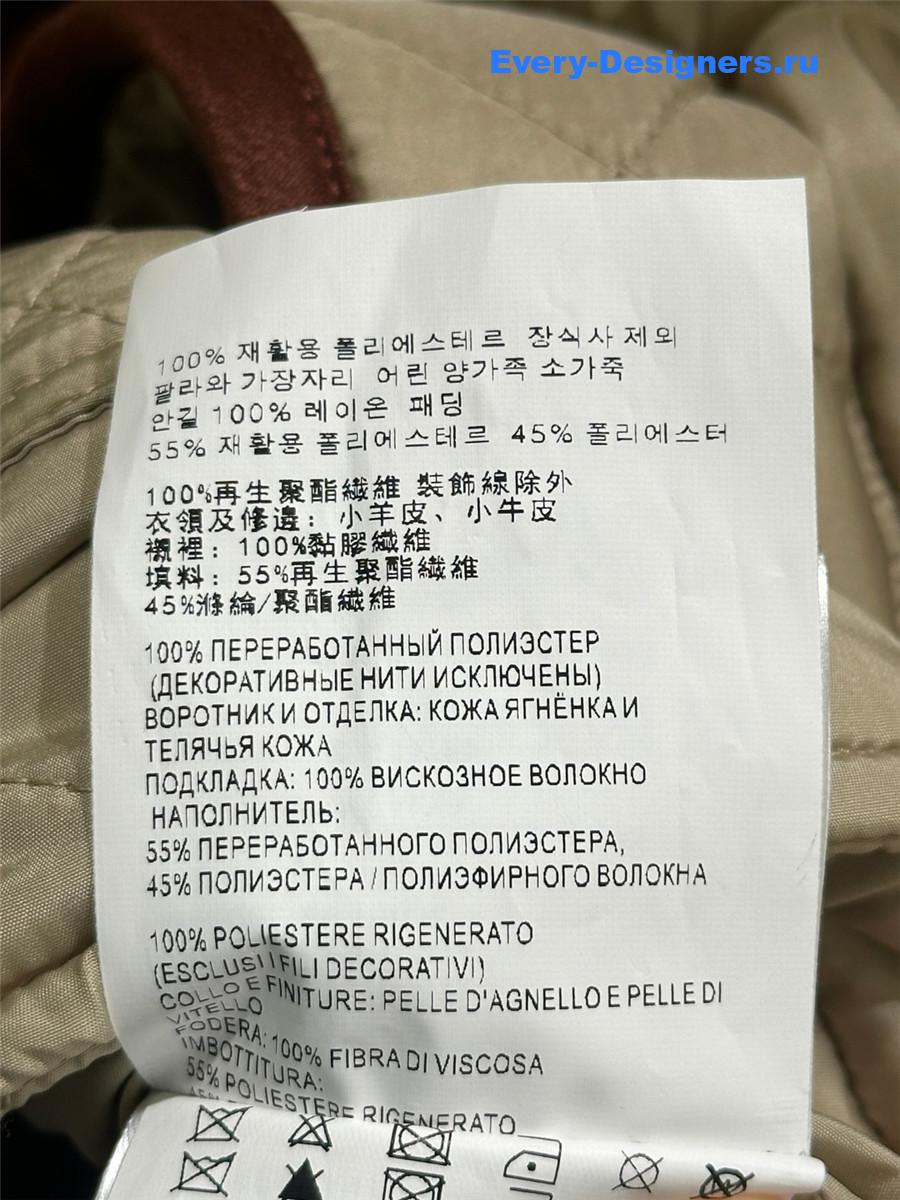 Every-Designers.ru
100% 재활용 폴리에스테르 장식사 제외
팔라와 가장자리 어린 양가족 소가죽
안길 100% 레이온 패딩
55% 재활용 폴리에스테르 45% 폴리에스터
100%再生聚酯纖維 裝飾線除外
衣領及修邊：小羊皮、小牛皮
襯裡：100%黏膠纖維
填料：55%再生聚酯纖維
45%滌綸/聚酯纖維
100% ПЕРЕРАБОТАННЫЙ ПОЛИЭСТЕР
(ДЕКОРАТИВНЫЕ НИТИ ИСКЛЮЧЕНЫ)
ВОРОТНИК И ОТДЕЛКА: КОЖА ЯГНЁНКА И
ТЕЛЯЧЬЯ КОЖА
ПОДКЛАДКА: 100% ВИСКОЗНОЕ ВОЛОКНО
НАПОЛНИТЕЛЬ:
55% ПЕРЕРАБОТАННОГО ПОЛИЭСТЕРА,
45% ПОЛИЭСТЕРА / ПОЛИЭФИРНОГО ВОЛОКНА
100% POLIESTERE RIGENERATO
(ESCLUSI I FILI DECORATIVI)
COLLO E FINITURE: PELLE D'AGNELLO E PELLE DI
VITELLO
FODERA: 100% FIBRA DI VISCOSA
IMBOTTITURA:
55% POLIESTERE RIGENERATO